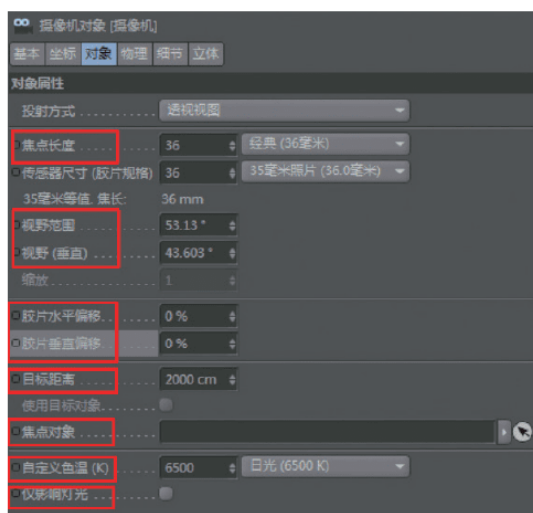 摄像机对象 [摄像机]
基本 坐标 对象 物理 细节 立体
对象属性
投射方式 . . . . . . . . . . . 透视视图
焦点长度 . . . . . . . . . . 36 经典 (36毫米)
传感器尺寸 (胶片规格) 36 35毫米照片 (36.0毫米)
35毫米等值. 焦长: 36 mm
视野范围 . . . . . . . . . . 53.13 °
视野 (垂直) . . . . . . . . 43.603 °
缩放 . . . . . . . . . . . . . . 1
胶片水平偏移. . . . . . . 0 %
胶片垂直偏移. . . . . . . 0 %
目标距离 . . . . . . . . . . 2000 cm
使用目标对象. . . . . . .
焦点对象 . . . . . . . . . .
自定义色温 (K) . . . . . 6500 日光 (6500 K)
仅影响灯光 . . . . . . . .